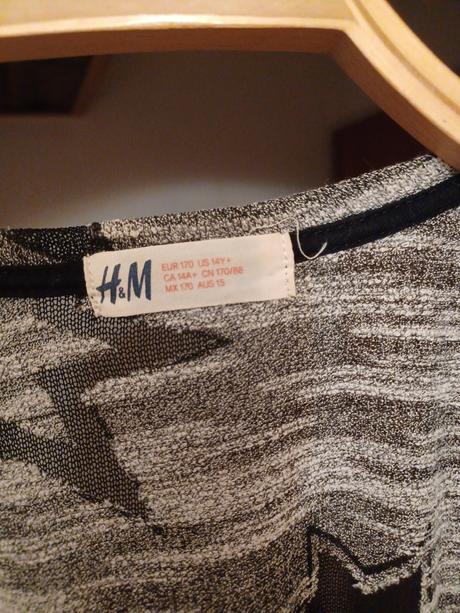 H&M
EUR 170 US 14Y+
CA 14A+ CN 170/88
MX 170 AUS 15